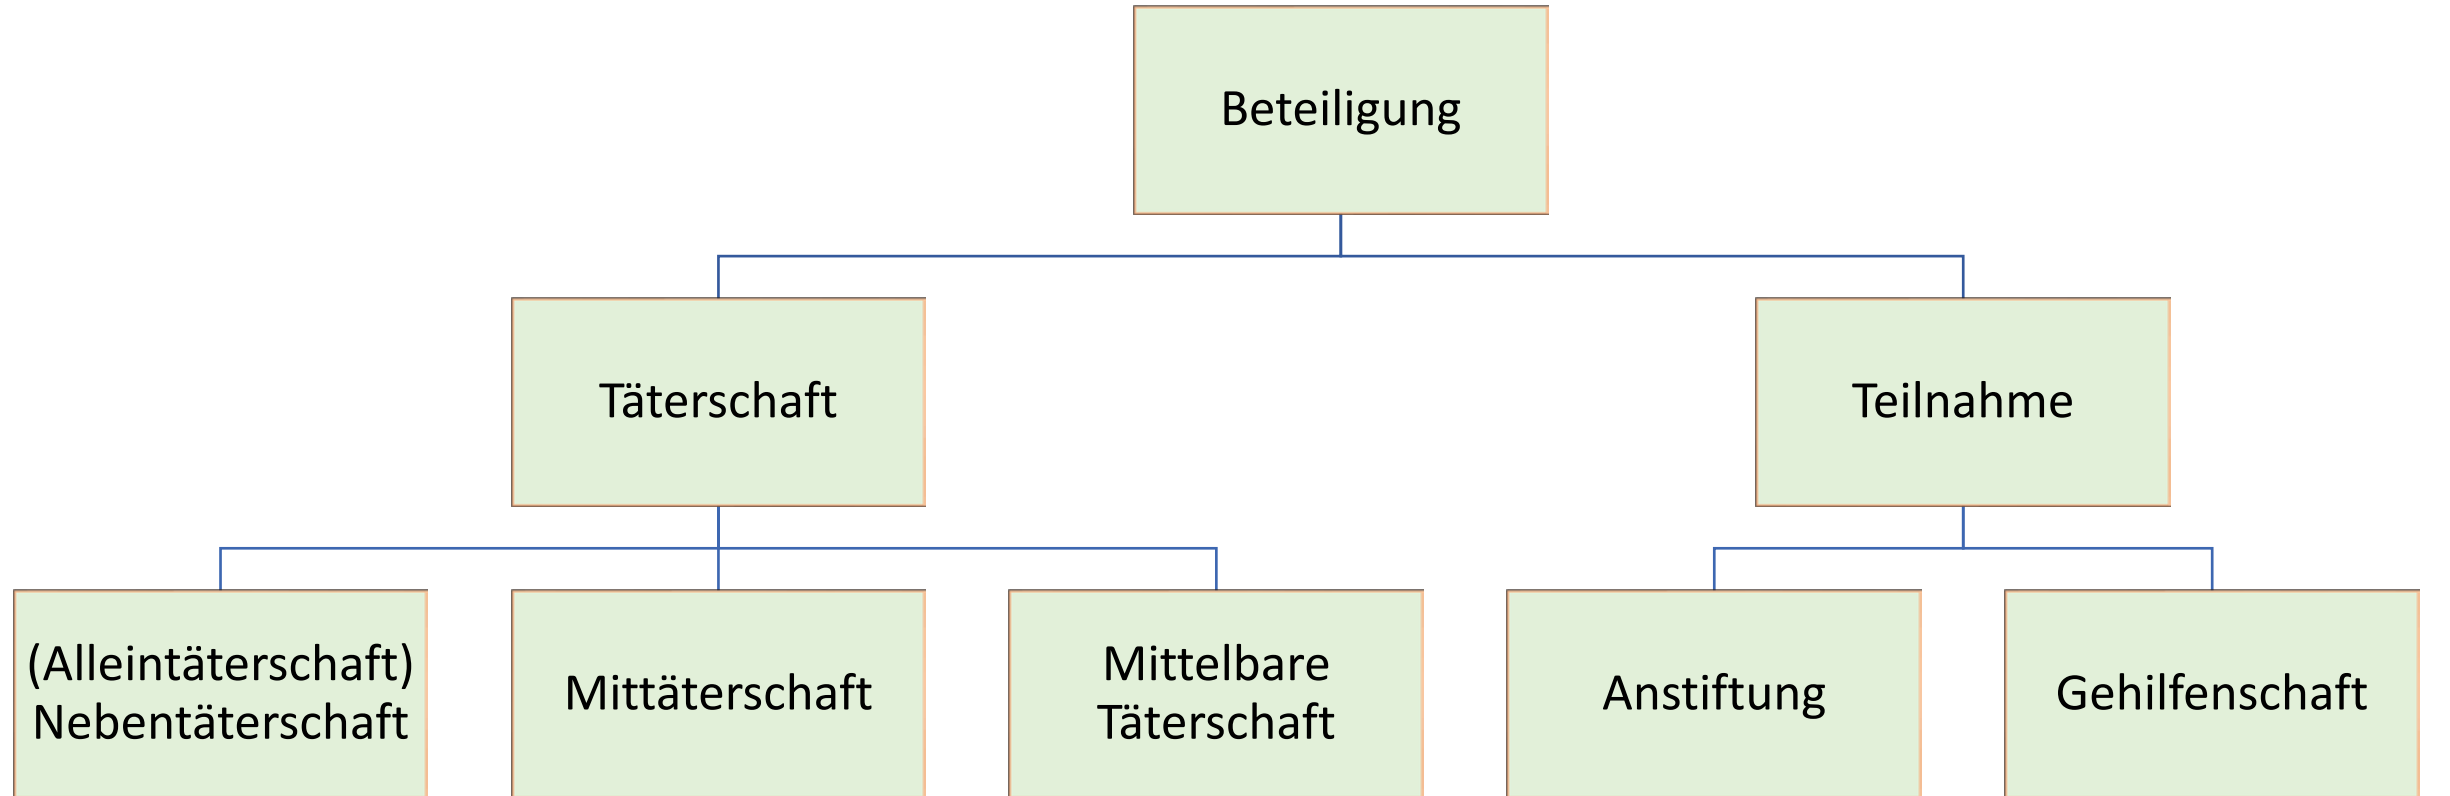 Beteiligung
Täterschaft
Teilnahme
(Alleintäterschaft)
Nebentäterschaft
Mittäterschaft
Mittelbare
Täterschaft
Anstiftung
Gehilfenschaft